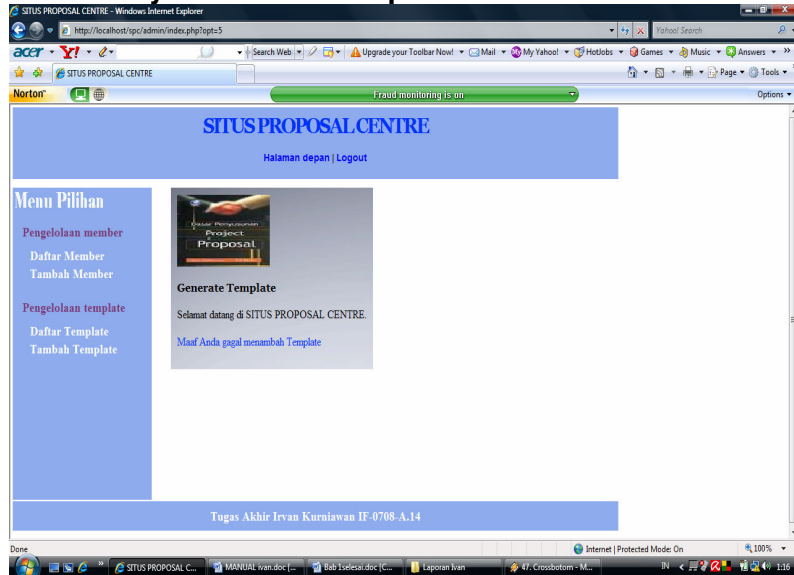 SITUS PROPOSAL CENTRE - Windows Internet Explorer
http://localhost/spc/admin/index.php?opt=5
Yahoo! Search
acer Y! Search Web Upgrade your Toolbar Now! Mail My Yahoo! HotJobs Games Music Answers
SITUS PROPOSAL CENTRE Page Tools
Norton Fraud monitoring is on Options
SITUS PROPOSAL CENTRE
Halaman depan | Logout
Menu Pilihan
Pengelolaan member
Daftar Member
Tambah Member
Pengelolaan template
Daftar Template
Tambah Template
Dasar Penyusunan
Project
Proposal
Generate Template
Selamat datang di SITUS PROPOSAL CENTRE.
Maaf Anda gagal menambah Template
Tugas Akhir Irvan Kurniawan IF-0708-A.14
Done Internet | Protected Mode: On 100%
SITUS PROPOSAL C... MANUAL ivan.doc [... Bab 1selesai.doc [C... Laporan Ivan 47. Crossbotom - M... IN 1:16